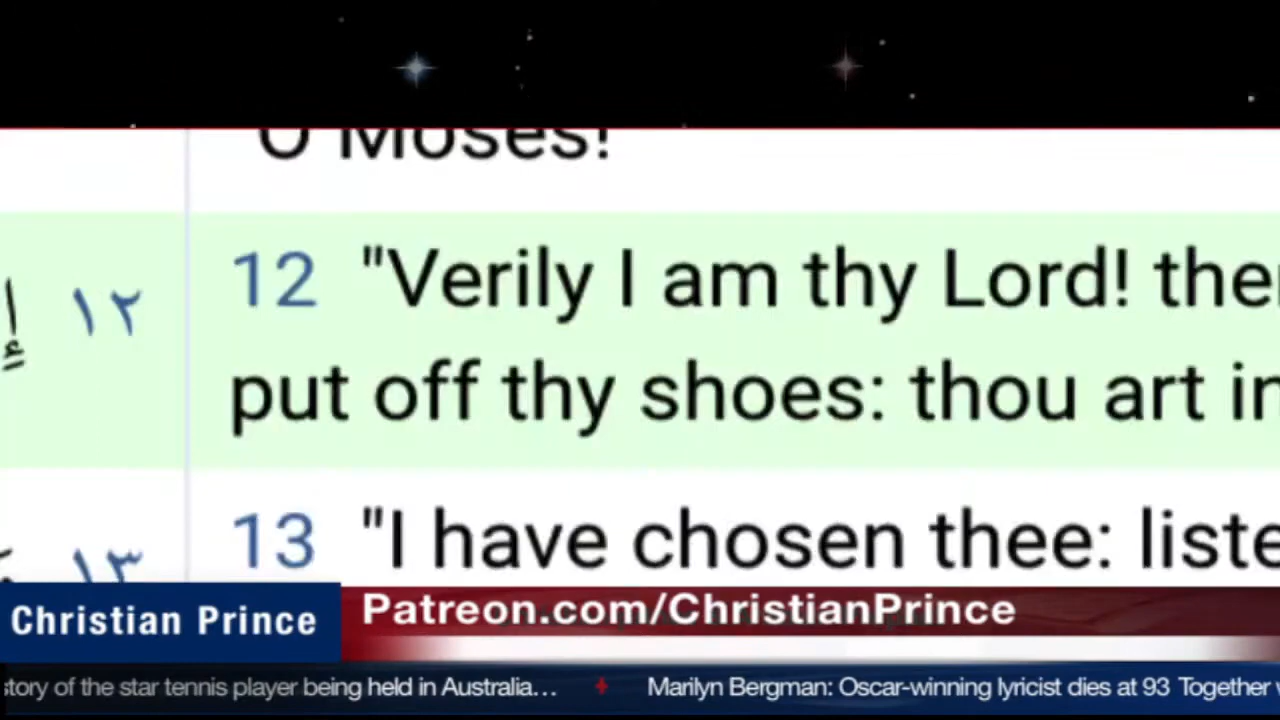 "O Moses!
١٢ 12 "Verily I am thy Lord!
put off thy shoes: thou art in
١٣ 13 "I have chosen thee:
Christian Prince
Patreon.com/ChristianPrince
story of the star tennis player being held in Australia... Marilyn Bergman: Oscar-winning lyricist dies at 93 Together